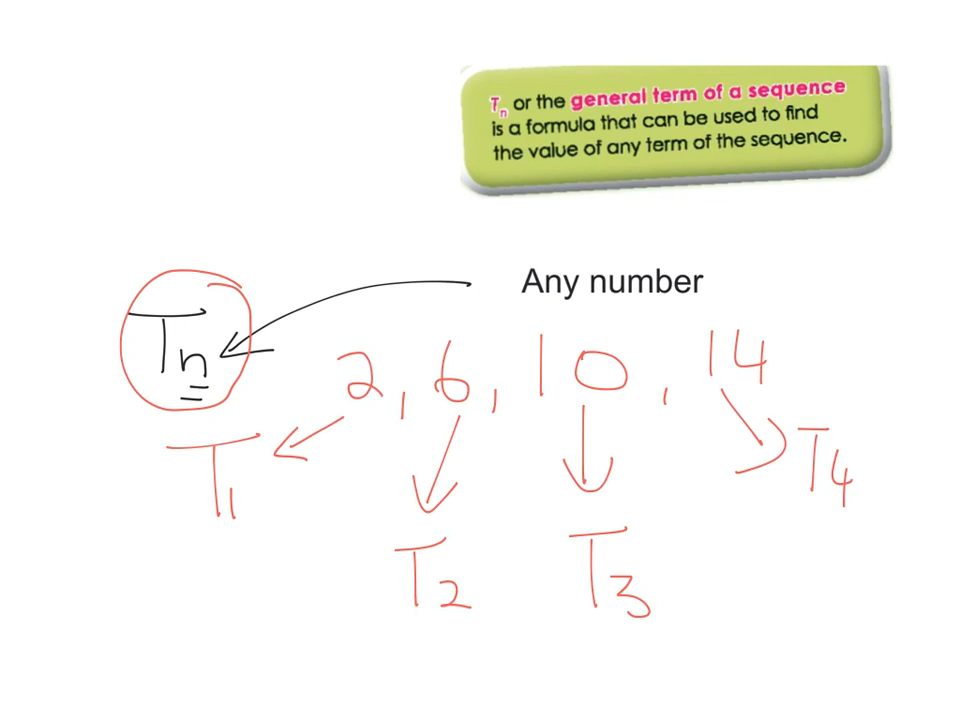 Tn or the general term of a sequence
is a formula that can be used to find
the value of any term of the sequence.
Any number
Tn
2, 6, 10, 14
T1
T4
T2
T3